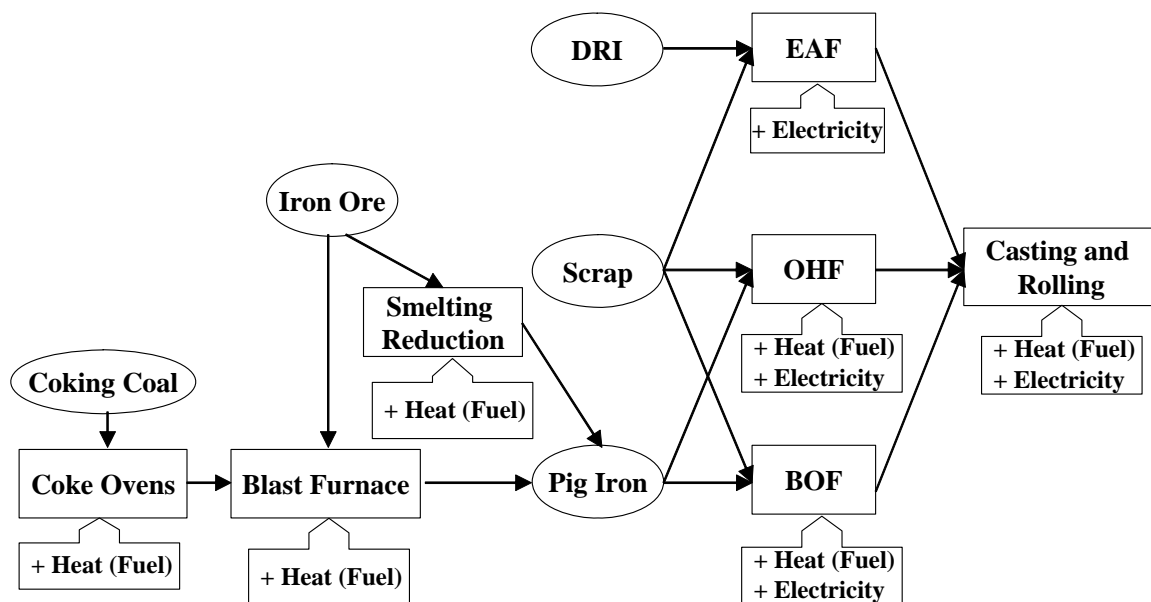 DRI
EAF
+ Electricity
Iron Ore
Scrap
OHF
Casting and
Rolling
Smelting
Reduction
+ Heat (Fuel)
+ Electricity
+ Heat (Fuel)
+ Electricity
Coking Coal
+ Heat (Fuel)
Coke Ovens
Blast Furnace
Pig Iron
BOF
+ Heat (Fuel)
+ Heat (Fuel)
+ Heat (Fuel)
+ Electricity